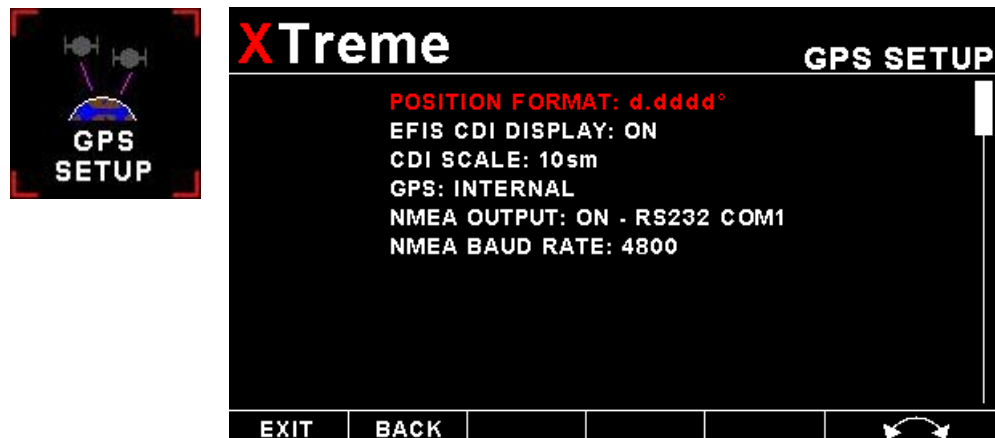 GPS
SETUP
XTreme
GPS SETUP
POSITION FORMAT: d.dddd°
EFIS CDI DISPLAY: ON
CDI SCALE: 10sm
GPS: INTERNAL
NMEA OUTPUT: ON - RS232 COM1
NMEA BAUD RATE: 4800
EXIT BACK